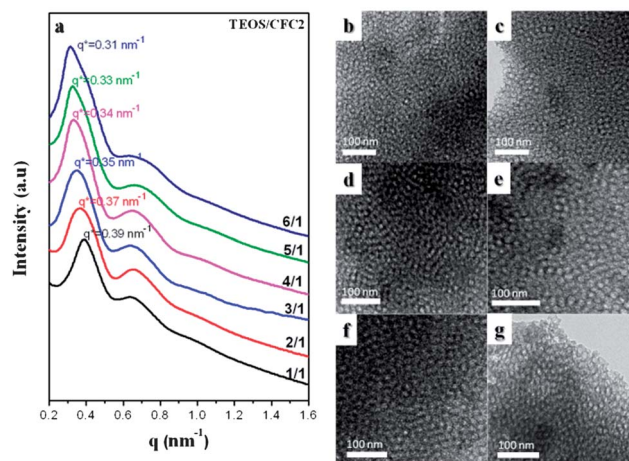 a
TEOS/CFC2
q*=0.31 nm⁻¹
q*=0.33 nm⁻¹
q*=0.34 nm⁻¹
q*=0.35 nm⁻¹
q*=0.37 nm⁻¹
q*=0.39 nm⁻¹
6/1
5/1
4/1
3/1
2/1
1/1
Intensity (a.u)
0.2 0.4 0.6 0.8 1.0 1.2 1.4 1.6
q (nm⁻¹)
b
100 nm
c
100 nm
d
100 nm
e
100 nm
f
100 nm
g
100 nm